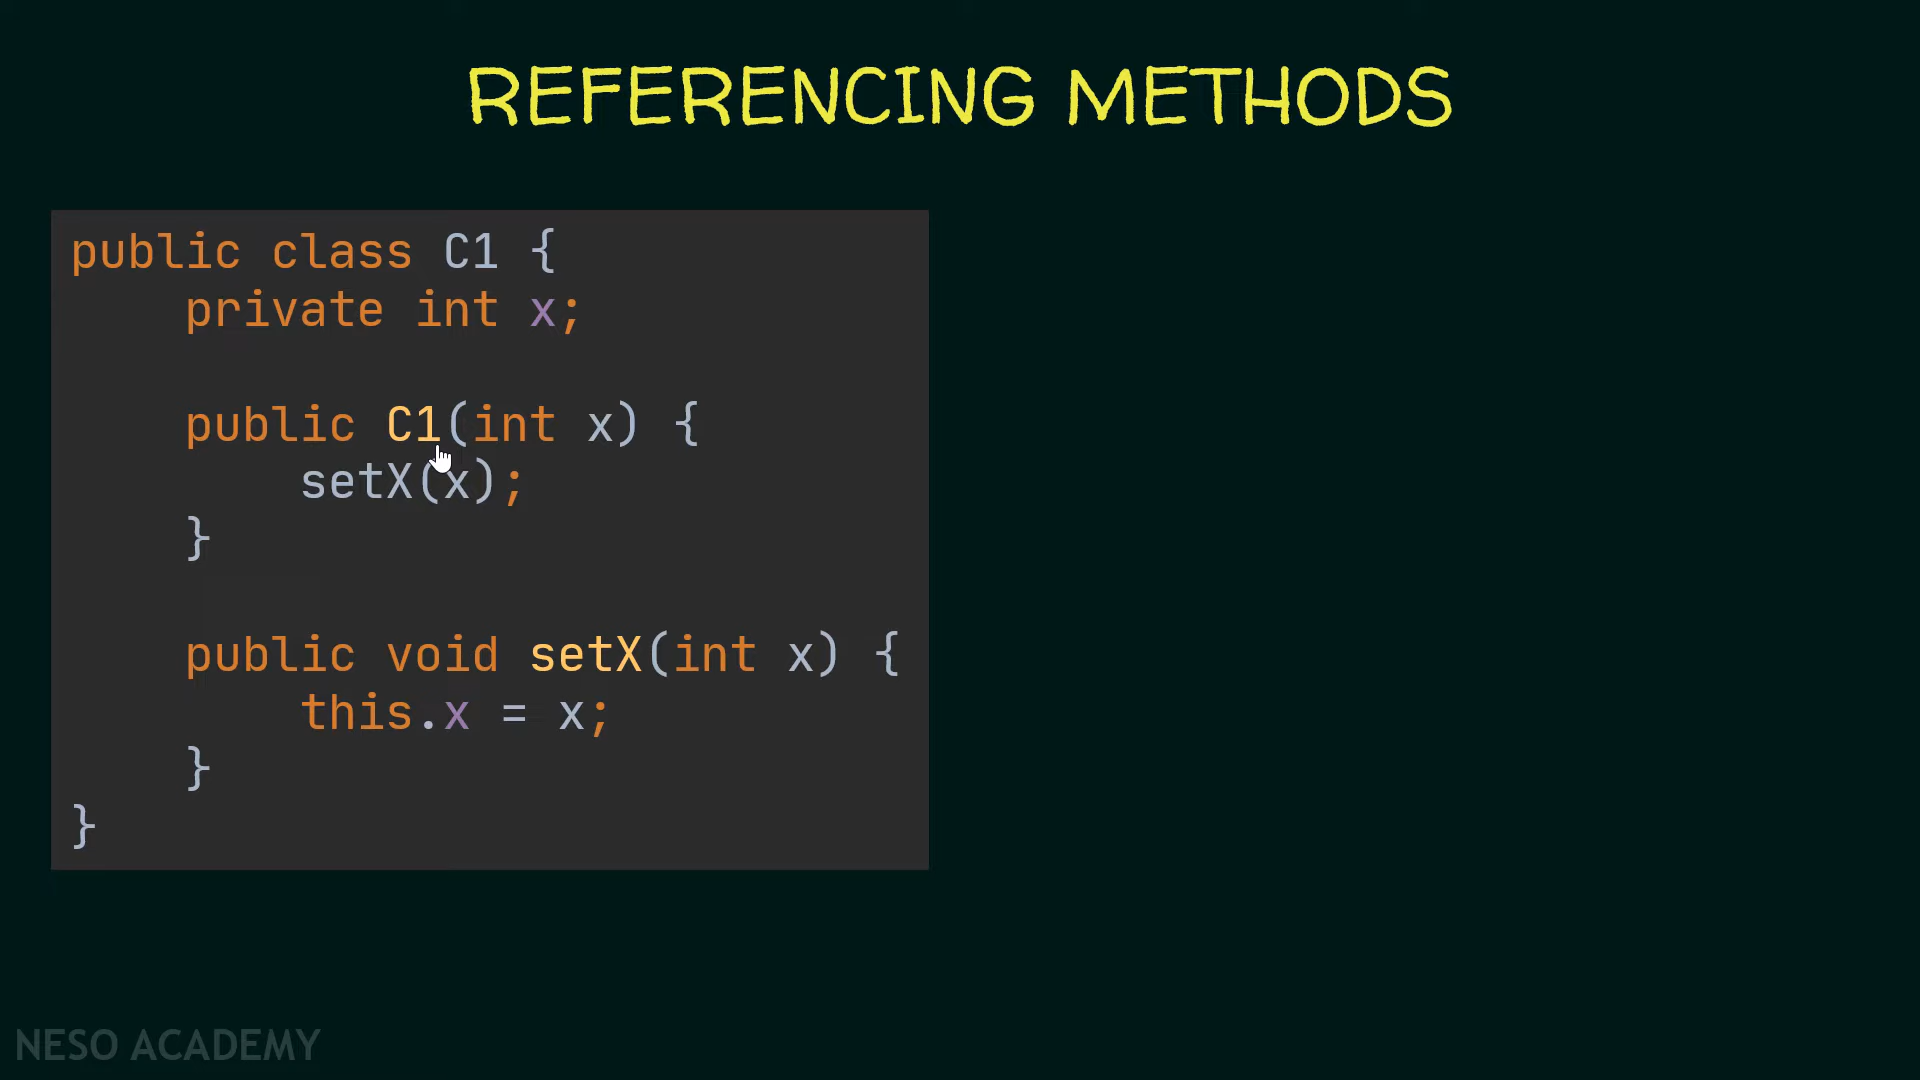 REFERENCING METHODS
public class C1 {
private int x;
public C1(int x) {
setX(x);
}
public void setX(int x) {
this.x = x;
}
}
NESO ACADEMY